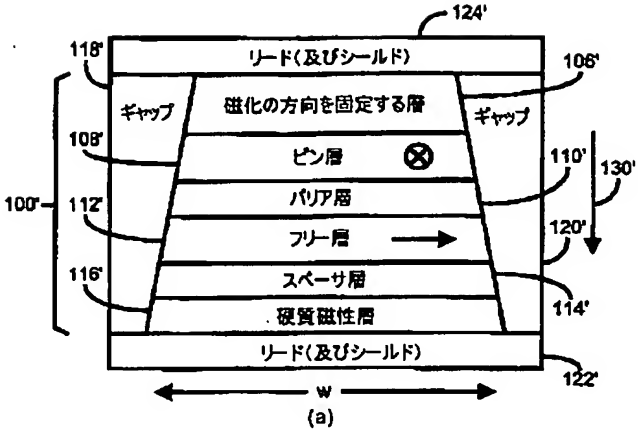 124'
リード(及びシールド)
118'
106'
ギャップ
磁化の方向を固定する層
ギャップ
108'
ピン層
110'
130'
100'
112'
バリア層
フリー層
120'
116'
スペーサ層
114'
硬質磁性層
リード(及びシールド)
122'
W
(a)